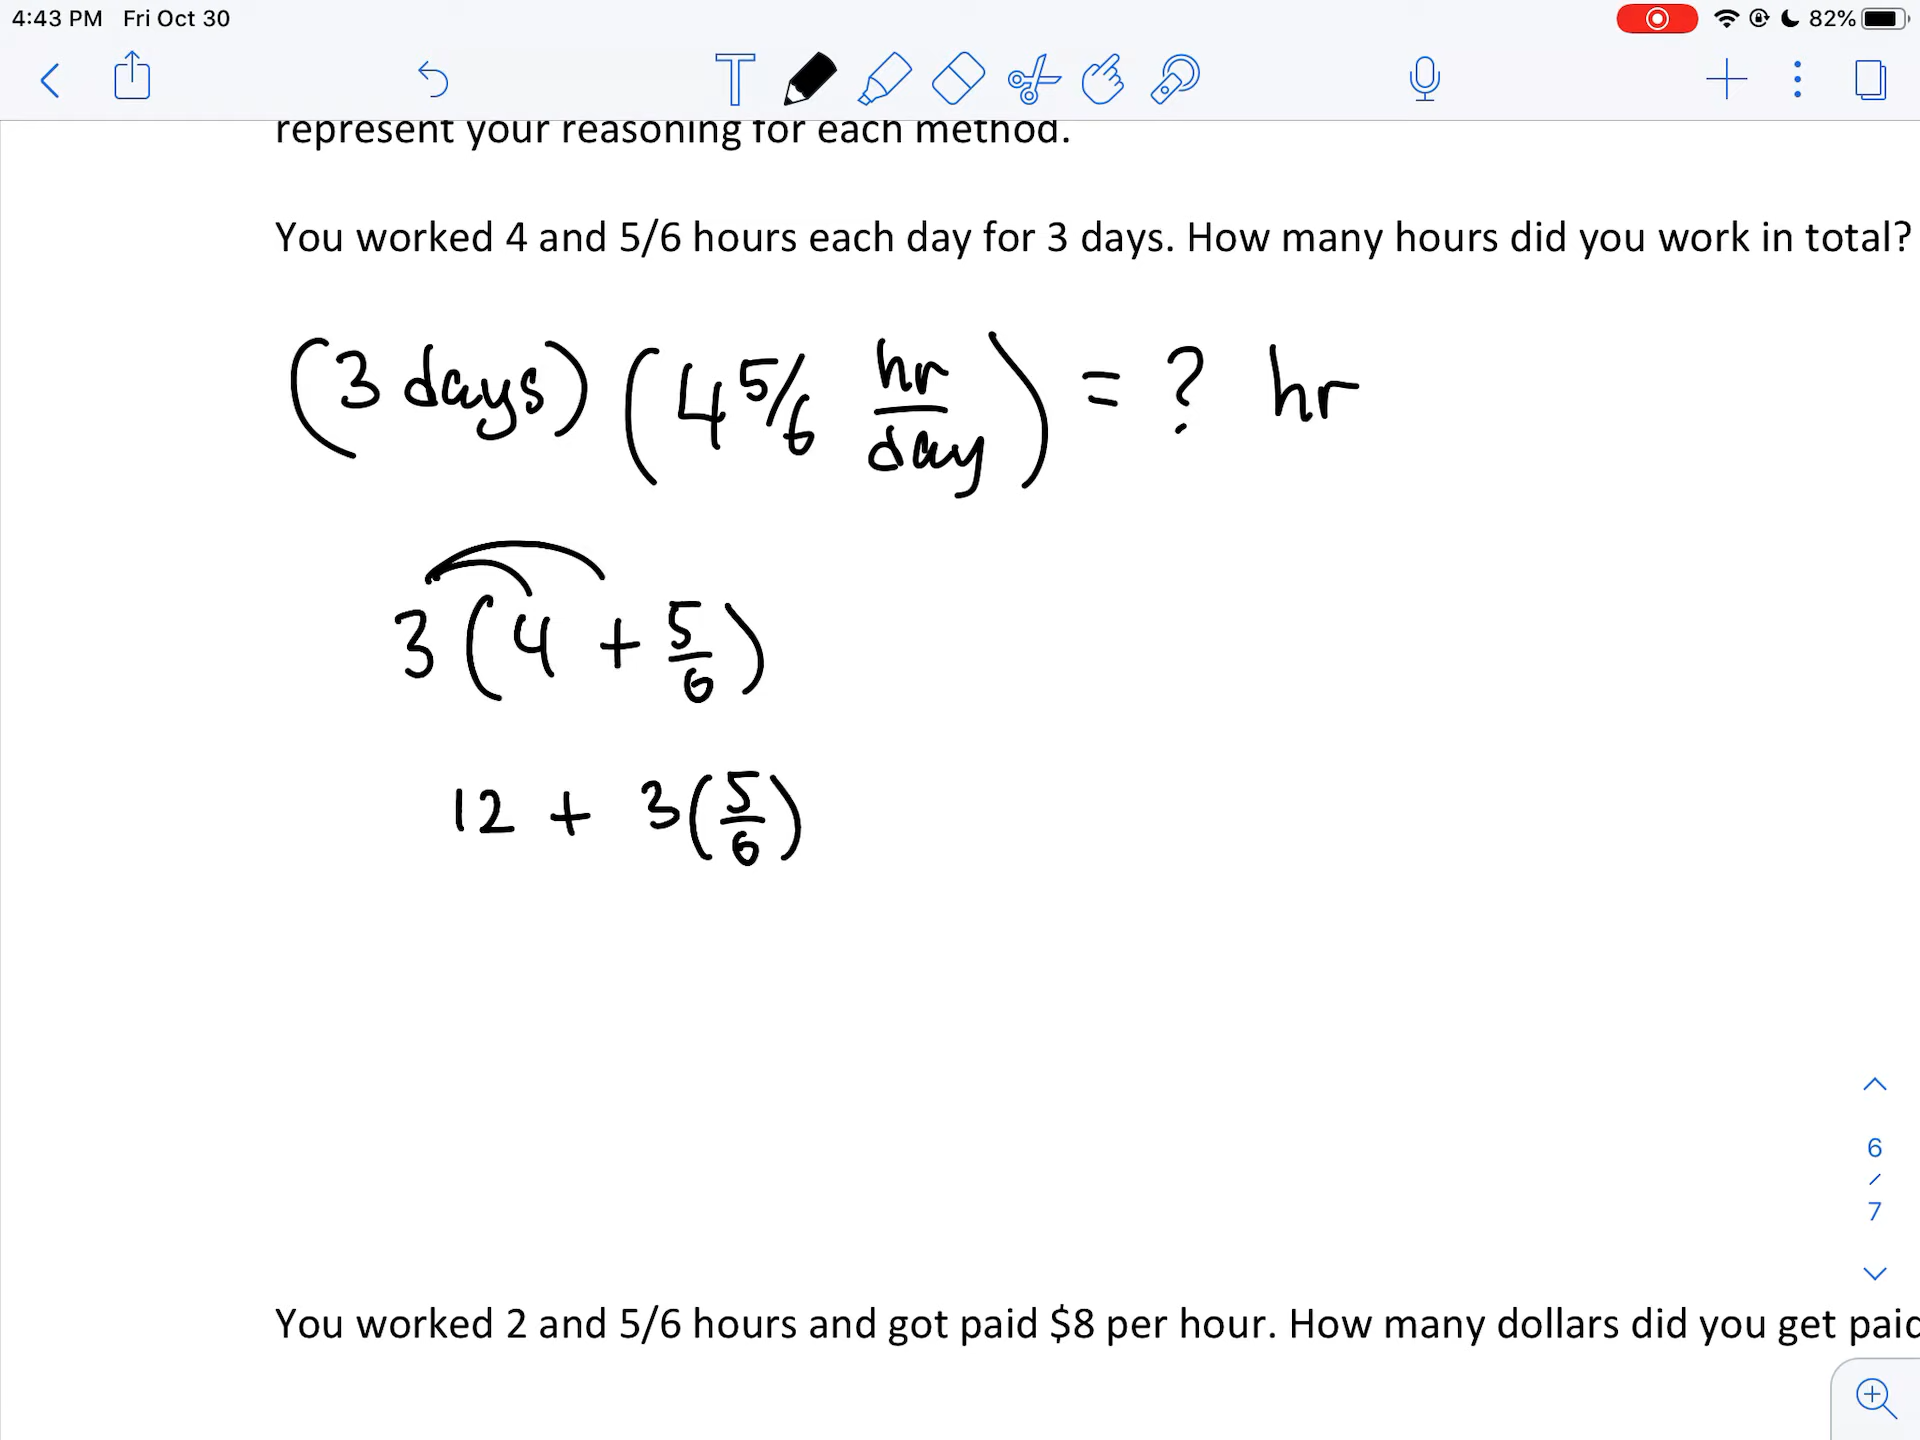 4:43 PM Fri Oct 30 82%
represent your reasoning for each method.
You worked 4 and 5/6 hours each day for 3 days. How many hours did you work in total?
(3 days) (4 5/6 hr/day) = ? hr
3 (4 + 5/6)
12 + 3(5/6)
6
/
7
You worked 2 and 5/6 hours and got paid $8 per hour. How many dollars did you get paid